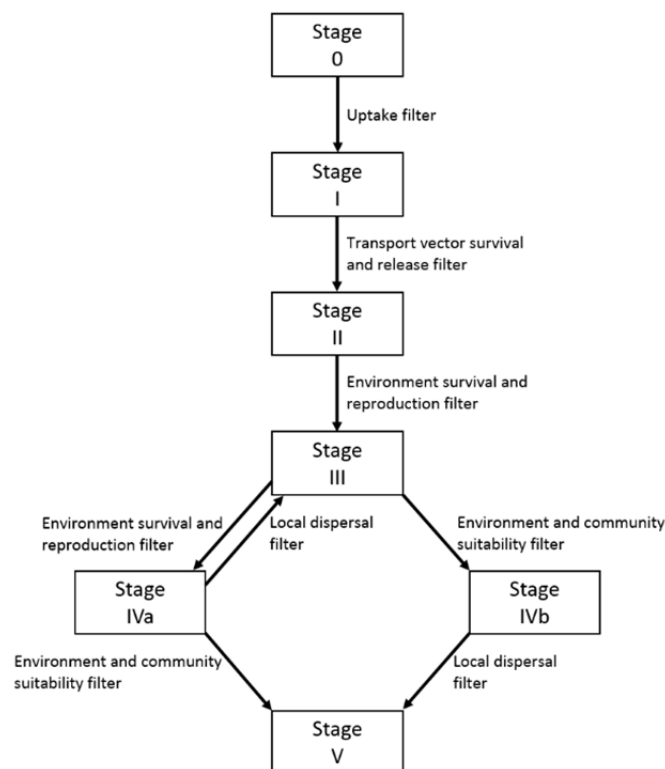 Stage
0
Uptake filter
Stage
I
Transport vector survival
and release filter
Stage
II
Environment survival and
reproduction filter
Stage
III
Environment survival and
reproduction filter
Local dispersal
filter
Environment and community
suitability filter
Stage
IVa
Stage
IVb
Environment and community
suitability filter
Local dispersal
filter
Stage
V